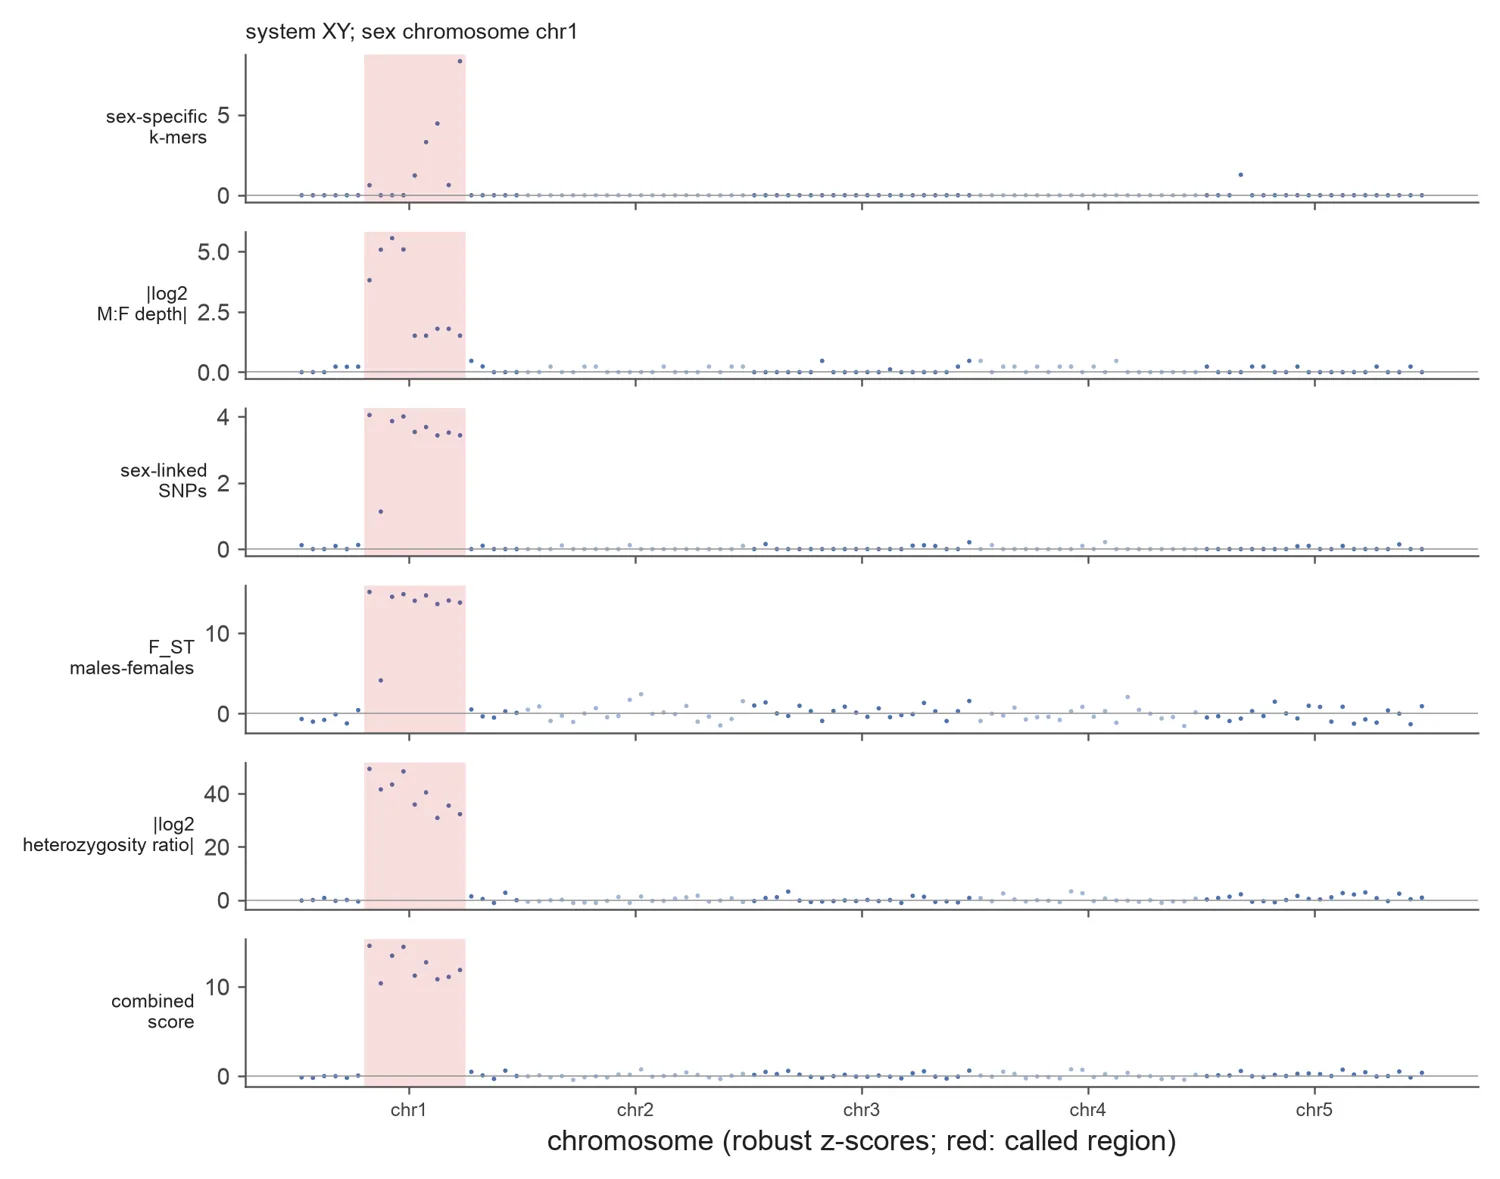 system XY; sex chromosome chr1
sex-specific
k-mers
5
0
|log2
M:F depth|
5.0
2.5
0.0
sex-linked
SNPs
4
2
0
F_ST
males-females
10
0
|log2
heterozygosity ratio|
40
20
0
combined
score
10
0
chr1 chr2 chr3 chr4 chr5
chromosome (robust z-scores; red: called region)